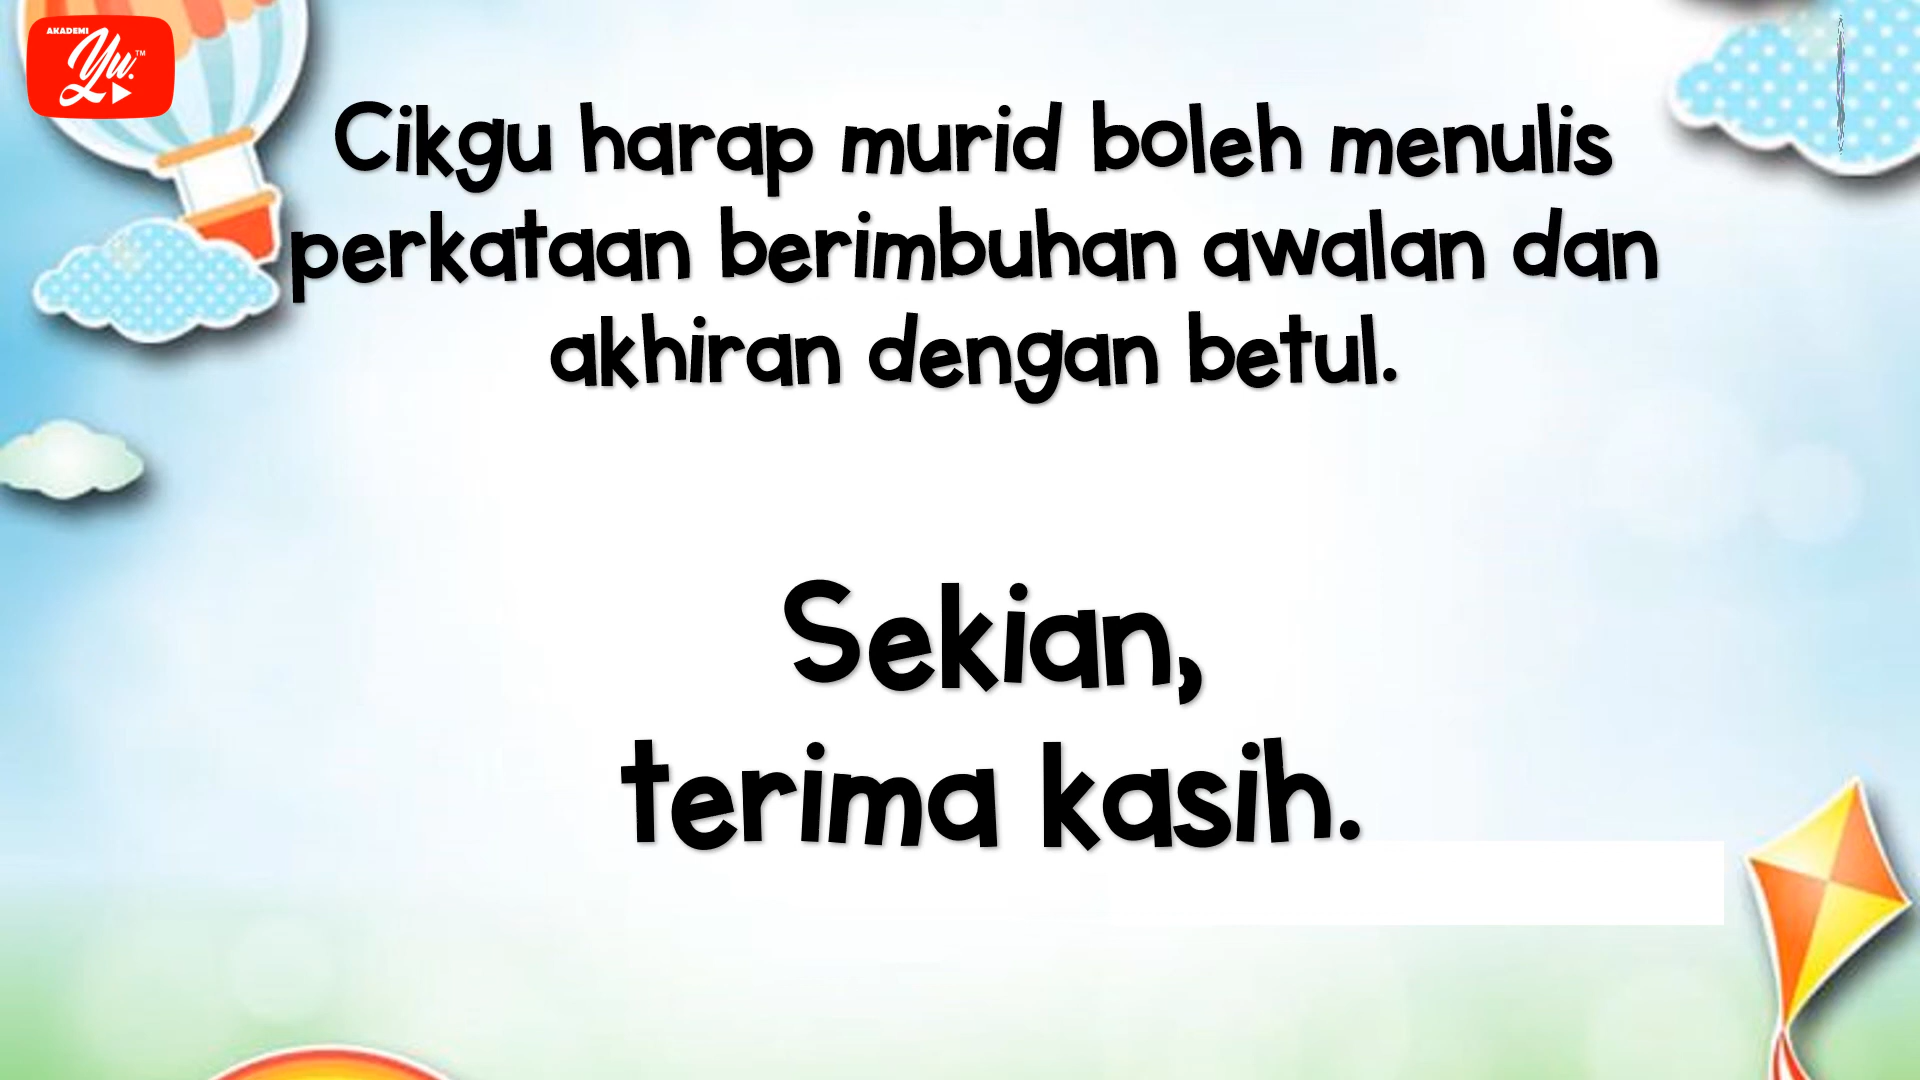 AKADEMI
Yu.™
Cikgu harap murid boleh menulis
perkataan berimbuhan awalan dan
akhiran dengan betul.
Sekian,
terima kasih.